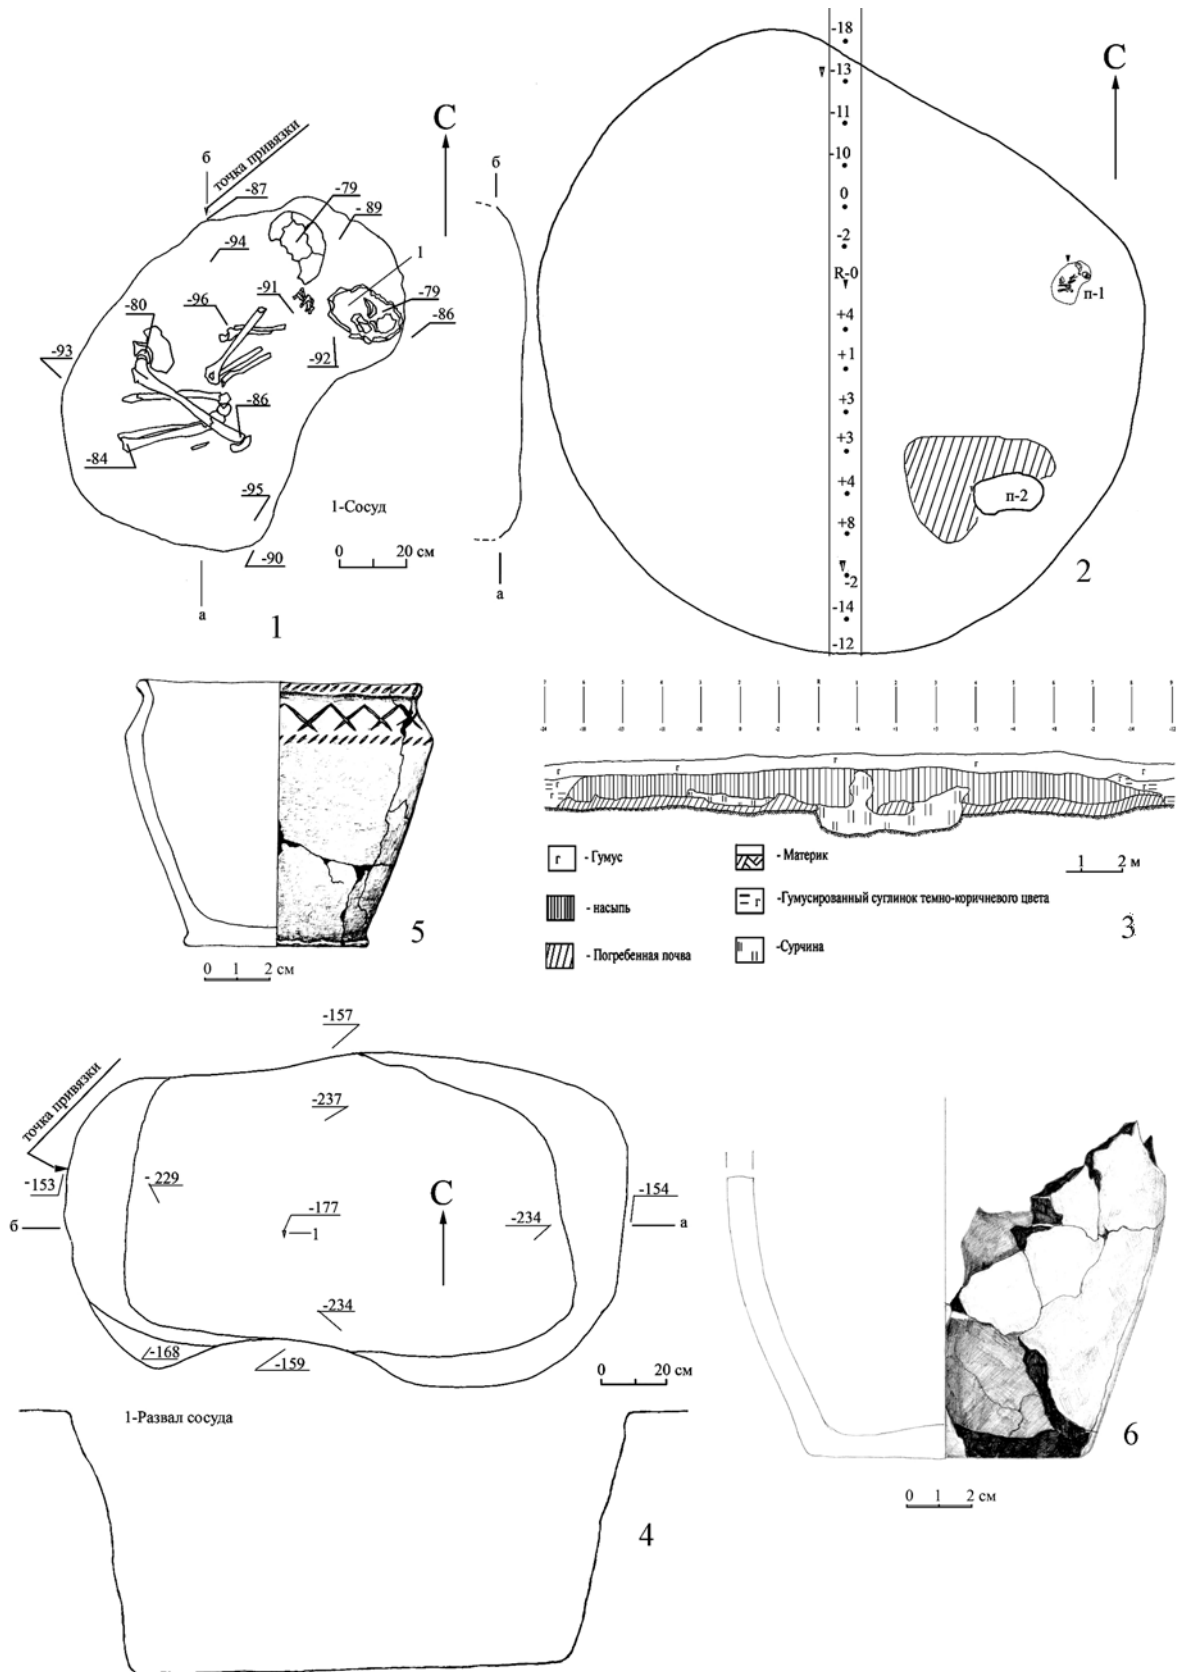 C
б
точка привязки
-87
-79
- 89
-94
1
-91
-79
-96
-80
-86
-93
-92
-86
-84
-95
1-Сосуд
-90
0 20 см
а
б
а
1
-18
-13
-11
-10
0
-2
R-0
+4
+1
+3
+3
+4
+8
-2
-14
-12
C
п-1
п-2
2
г г г г г
г г
г - Гумус
- насыпь
- Погребенная почва
- Материк
г -Гумусированный суглинок темно-коричневого цвета
-Сурчина
1 2 м
3
5
0 1 2 см
-157
точка привязки
-237
-153
- 229
C
-177
1
-154
-234
б
а
-234
-168
-159
0 20 см
1-Развал сосуда
4
6
0 1 2 см